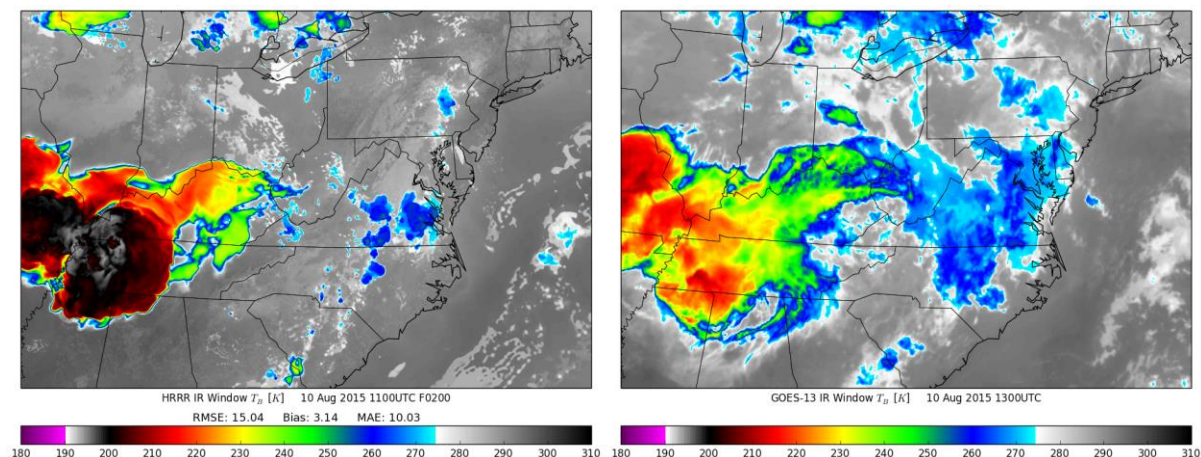 HRRR IR Window T_B [K] 10 Aug 2015 1100UTC F0200
RMSE: 15.04 Bias: 3.14 MAE: 10.03
180 190 200 210 220 230 240 250 260 270 280 290 300 310
GOES-13 IR Window T_B [K] 10 Aug 2015 1300UTC
180 190 200 210 220 230 240 250 260 270 280 290 300 310